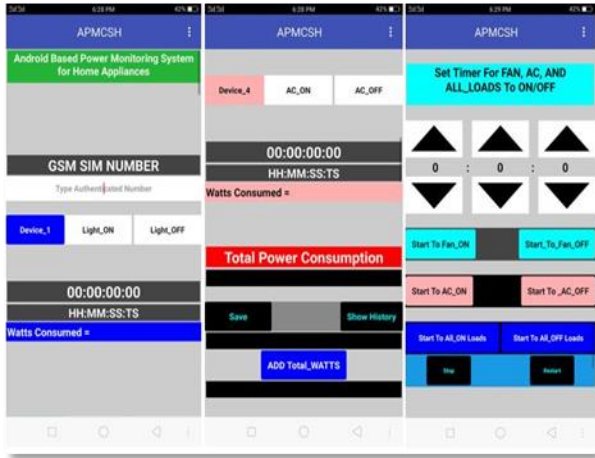 6:28 PM
42%
APMCSH
Android Based Power Monitoring System
for Home Appliances
GSM SIM NUMBER
Type Authenticated Number
Device_1 Light_ON Light_OFF
00:00:00:00
HH:MM:SS:TS
Watts Consumed =
6:28 PM
42%
APMCSH
Device_4 AC_ON AC_OFF
00:00:00:00
HH:MM:SS:TS
Watts Consumed =
Total Power Consumption
Save Show History
ADD Total_WATTS
6:29 PM
42%
APMCSH
Set Timer For FAN, AC, AND
ALL_LOADS To ON/OFF
0 : 0 : 0
Start To Fan_ON Start_To_Fan_OFF
Start To AC_ON Start To _AC_OFF
Start To All_ON Loads Start To All_OFF Loads
Stop Restart